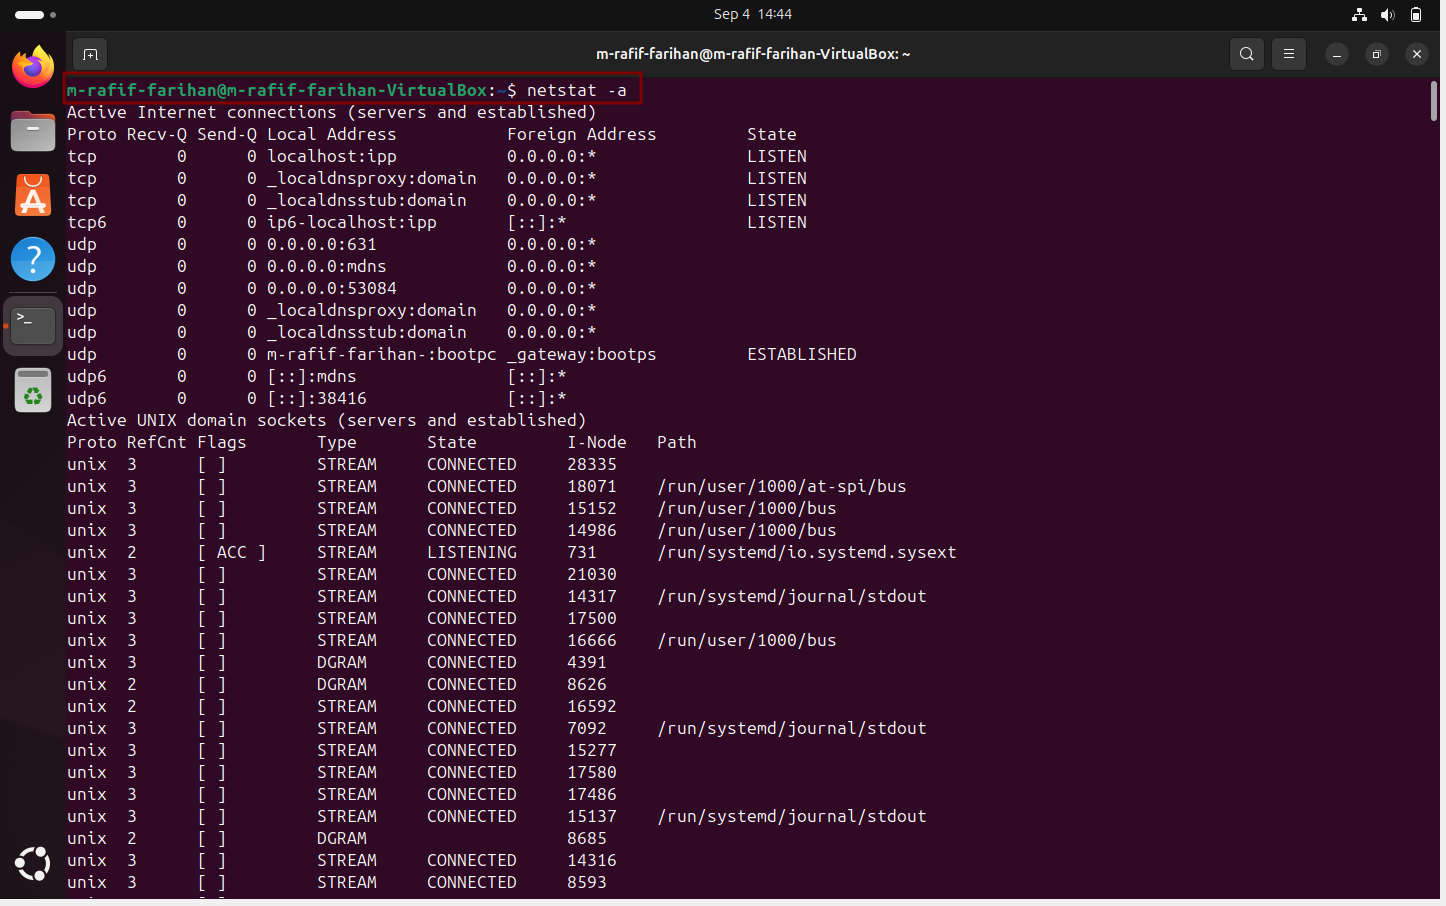 Sep 4 14:44
m-rafif-farihan@m-rafif-farihan-VirtualBox: ~
m-rafif-farihan@m-rafif-farihan-VirtualBox:~$ netstat -a
Active Internet connections (servers and established)
Proto Recv-Q Send-Q Local Address           Foreign Address         State
tcp        0      0 localhost:ipp           0.0.0.0:*               LISTEN
tcp        0      0 _localdnsproxy:domain   0.0.0.0:*               LISTEN
tcp        0      0 _localdnsstub:domain    0.0.0.0:*               LISTEN
tcp6       0      0 ip6-localhost:ipp       [::]:*                  LISTEN
udp        0      0 0.0.0.0:631             0.0.0.0:*
udp        0      0 0.0.0.0:mdns            0.0.0.0:*
udp        0      0 0.0.0.0:53084           0.0.0.0:*
udp        0      0 _localdnsproxy:domain   0.0.0.0:*
udp        0      0 _localdnsstub:domain    0.0.0.0:*
udp        0      0 m-rafif-farihan-:bootpc _gateway:bootps         ESTABLISHED
udp6       0      0 [::]:mdns               [::]:*
udp6       0      0 [::]:38416              [::]:*
Active UNIX domain sockets (servers and established)
Proto RefCnt Flags       Type       State         I-Node   Path
unix  3      [ ]         STREAM     CONNECTED     28335
unix  3      [ ]         STREAM     CONNECTED     18071    /run/user/1000/at-spi/bus
unix  3      [ ]         STREAM     CONNECTED     15152    /run/user/1000/bus
unix  3      [ ]         STREAM     CONNECTED     14986    /run/user/1000/bus
unix  2      [ ACC ]     STREAM     LISTENING     731      /run/systemd/io.systemd.sysext
unix  3      [ ]         STREAM     CONNECTED     21030
unix  3      [ ]         STREAM     CONNECTED     14317    /run/systemd/journal/stdout
unix  3      [ ]         STREAM     CONNECTED     17500
unix  3      [ ]         STREAM     CONNECTED     16666    /run/user/1000/bus
unix  3      [ ]         DGRAM      CONNECTED     4391
unix  2      [ ]         DGRAM      CONNECTED     8626
unix  2      [ ]         STREAM     CONNECTED     16592
unix  3      [ ]         STREAM     CONNECTED     7092     /run/systemd/journal/stdout
unix  3      [ ]         STREAM     CONNECTED     15277
unix  3      [ ]         STREAM     CONNECTED     17580
unix  3      [ ]         STREAM     CONNECTED     17486
unix  3      [ ]         STREAM     CONNECTED     15137    /run/systemd/journal/stdout
unix  2      [ ]         DGRAM                    8685
unix  3      [ ]         STREAM     CONNECTED     14316
unix  3      [ ]         STREAM     CONNECTED     8593